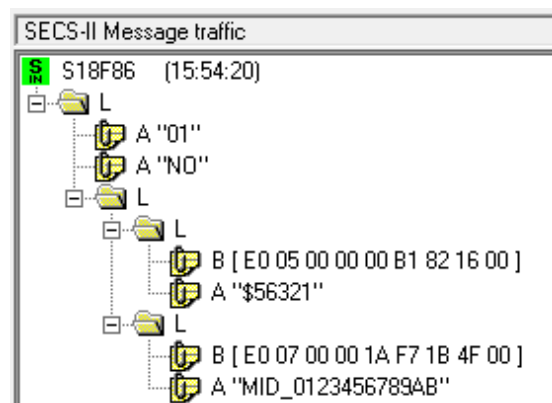 SECS-II Message traffic
S IN S18F86 (15:54:20)
L
A "01"
A "NO"
L
L
B [ E0 05 00 00 00 B1 82 16 00 ]
A "$56321"
L
B [ E0 07 00 00 1A F7 1B 4F 00 ]
A "MID_0123456789AB"